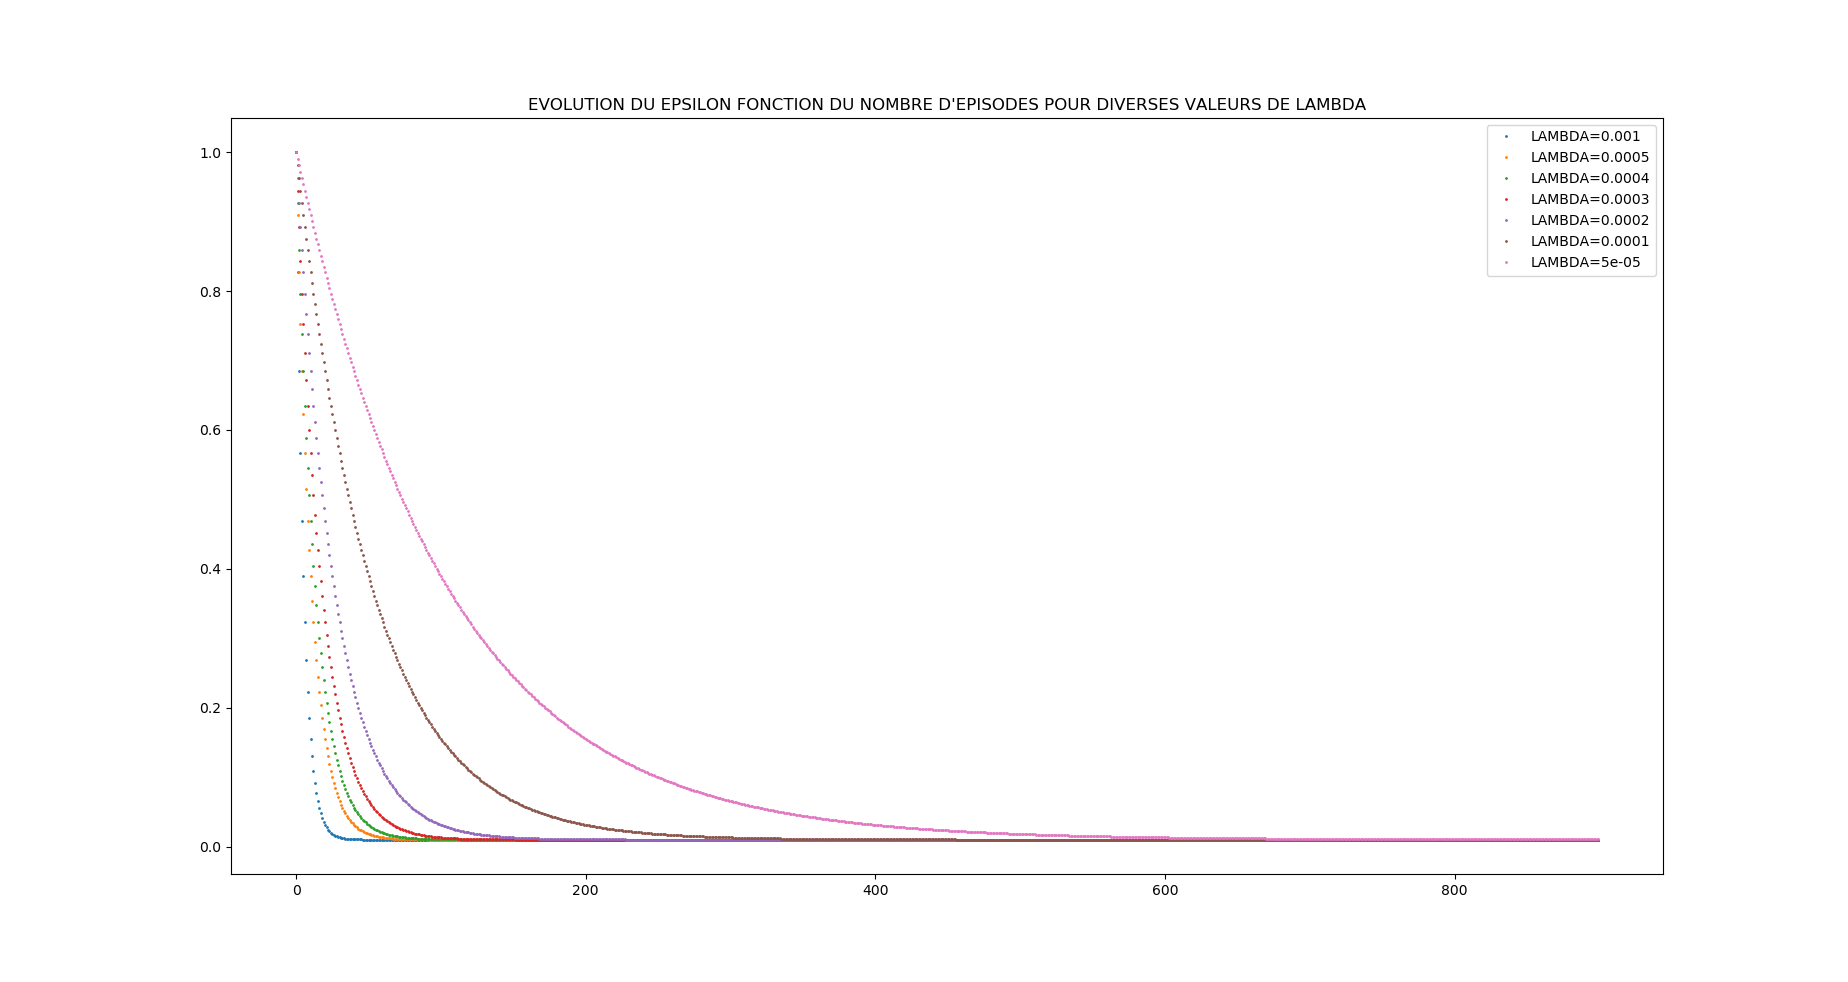 EVOLUTION DU EPSILON FONCTION DU NOMBRE D'EPISODES POUR DIVERSES VALEURS DE LAMBDA
LAMBDA=0.001
LAMBDA=0.0005
LAMBDA=0.0004
LAMBDA=0.0003
LAMBDA=0.0002
LAMBDA=0.0001
LAMBDA=5e-05
1.0
0.8
0.6
0.4
0.2
0.0
0 200 400 600 800